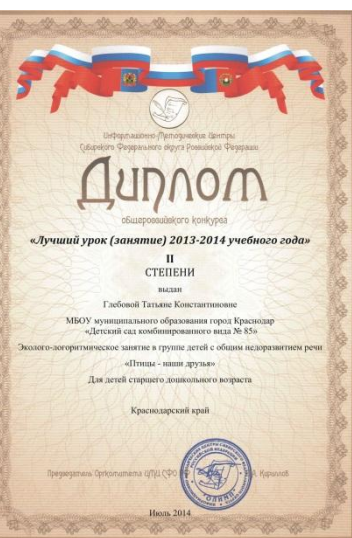 Информационно-Методические Центры
Сибирского Федерального округа Российской Федерации
Диплом
общероссийского конкурса
«Лучший урок (занятие) 2013-2014 учебного года»
II
СТЕПЕНИ
выдан
Глебовой Татьяне Константиновне
МБОУ муниципального образования город Краснодар
«Детский сад комбинированного вида № 85»
Эколого-логоритмическое занятие в группе детей с общим недоразвитием речи
«Птицы - наши друзья»
Для детей старшего дошкольного возраста
Краснодарский край
Председатель Оргкомитета ИМЦ СФО
"ОЛИМП"
Июль 2014